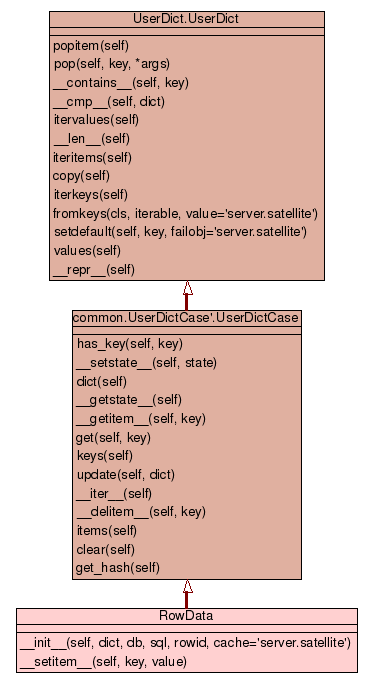 UserDict.UserDict
popitem(self)
pop(self, key, *args)
__contains__(self, key)
__cmp__(self, dict)
itervalues(self)
__len__(self)
iteritems(self)
copy(self)
iterkeys(self)
fromkeys(cls, iterable, value='server.satellite')
setdefault(self, key, failobj='server.satellite')
values(self)
__repr__(self)
common.UserDictCase'.UserDictCase
has_key(self, key)
__setstate__(self, state)
dict(self)
__getstate__(self)
__getitem__(self, key)
get(self, key)
keys(self)
update(self, dict)
__iter__(self)
__delitem__(self, key)
items(self)
clear(self)
get_hash(self)
RowData
__init__(self, dict, db, sql, rowid, cache='server.satellite')
__setitem__(self, key, value)